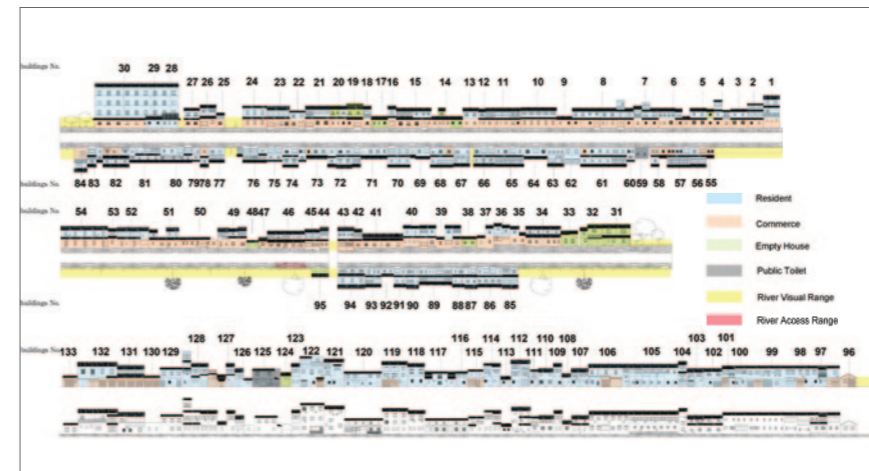 buildings No.
30 29 28 27 26 25 24 23 22 21 20 19 18 17 16 15 14 13 12 11 10 9 8 7 6 5 4 3 2 1
84 83 82 81 80 79 78 77 76 75 74 73 72 71 70 69 68 67 66 65 64 63 62 61 60 59 58 57 56 55
buildings No.
buildings No.
54 53 52 51 50 49 48 47 46 45 44 43 42 41 40 39 38 37 36 35 34 33 32 31
95 94 93 92 91 90 89 88 87 86 85
buildings No.
Resident
Commerce
Empty House
Public Toilet
River Visual Range
River Access Range
buildings No.
133 132 131 130 129 128 127 126 125 124 123 122 121 120 119 118 117 116 115 114 113 112 111 110 109 108 107 106 105 104 103 102 101 100 99 98 97 96